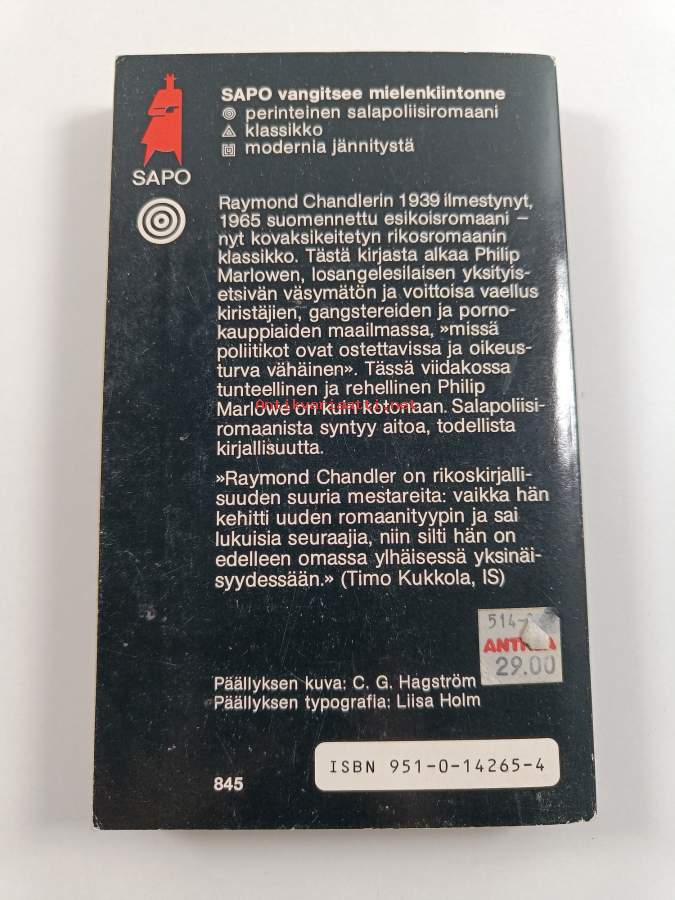 SAPO vangitsee mielenkiintonne
perinteinen salapoliisiromaani
klassikko
modernia jännitystä
SAPO
Raymond Chandlerin 1939 ilmestynyt,
1965 suomennettu esikoisromaani –
nyt kovaksikeitetyn rikosromaanin
klassikko. Tästä kirjasta alkaa Philip
Marlowen, losangelesilaisen yksityis-
etsivän väsymätön ja voittoisa vaellus
kiristäjien, gangstereiden ja porno-
kauppiaiden maailmassa, »missä
poliitikot ovat ostettavissa ja oikeus-
turva vähäinen». Tässä viidakossa
tunteellinen ja rehellinen Philip
Antikvariaatti.net
Marlowe on kuin kotonaan. Salapoliisi-
romaanista syntyy aitoa, todellista
kirjallisuutta.
»Raymond Chandler on rikoskirjalli-
suuden suuria mestareita: vaikka hän
kehitti uuden romaanityypin ja sai
lukuisia seuraajia, niin silti hän on
edelleen omassa ylhäisessä yksinäi-
syydessään.» (Timo Kukkola, IS)
514-
29.00
Päällyksen kuva: C. G. Hagström
Päällyksen typografia: Liisa Holm
ISBN 951-0-14265-4
845